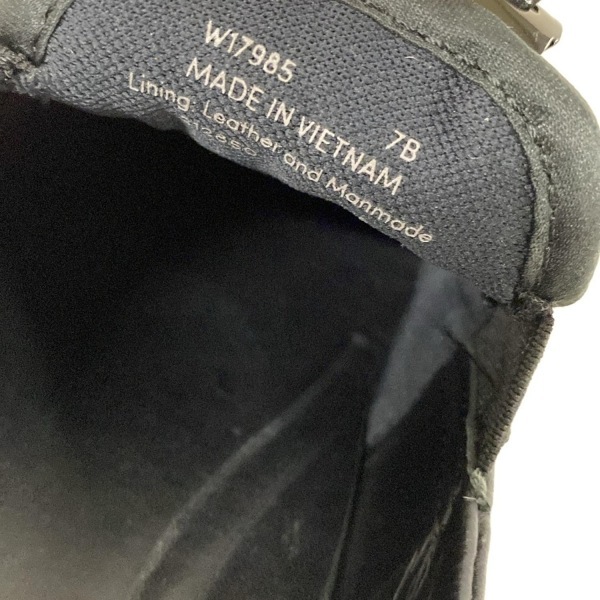 W17985
MADE IN VIETNAM 7B
Lining: Leather and Manmade